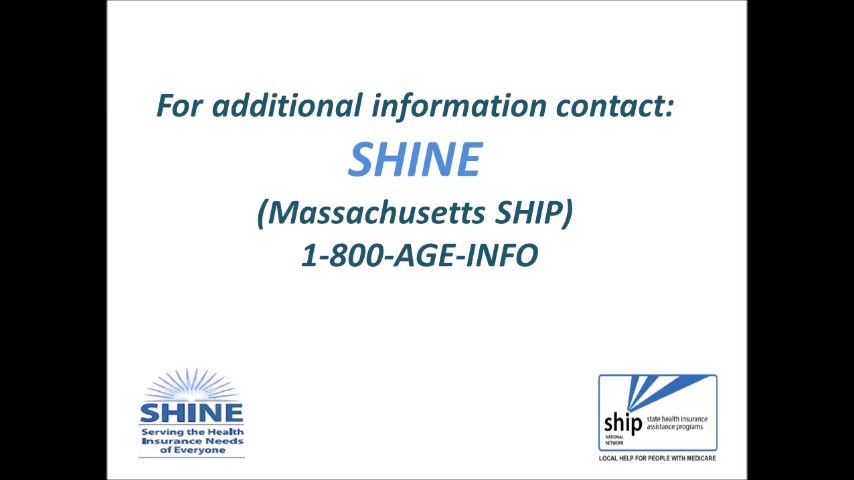 For additional information contact:
SHINE
(Massachusetts SHIP)
1-800-AGE-INFO
SHINE
Serving the Health
Insurance Needs
of Everyone
ship
state health insurance
assistance programs
NATIONAL
NETWORK
LOCAL HELP FOR PEOPLE WITH MEDICARE